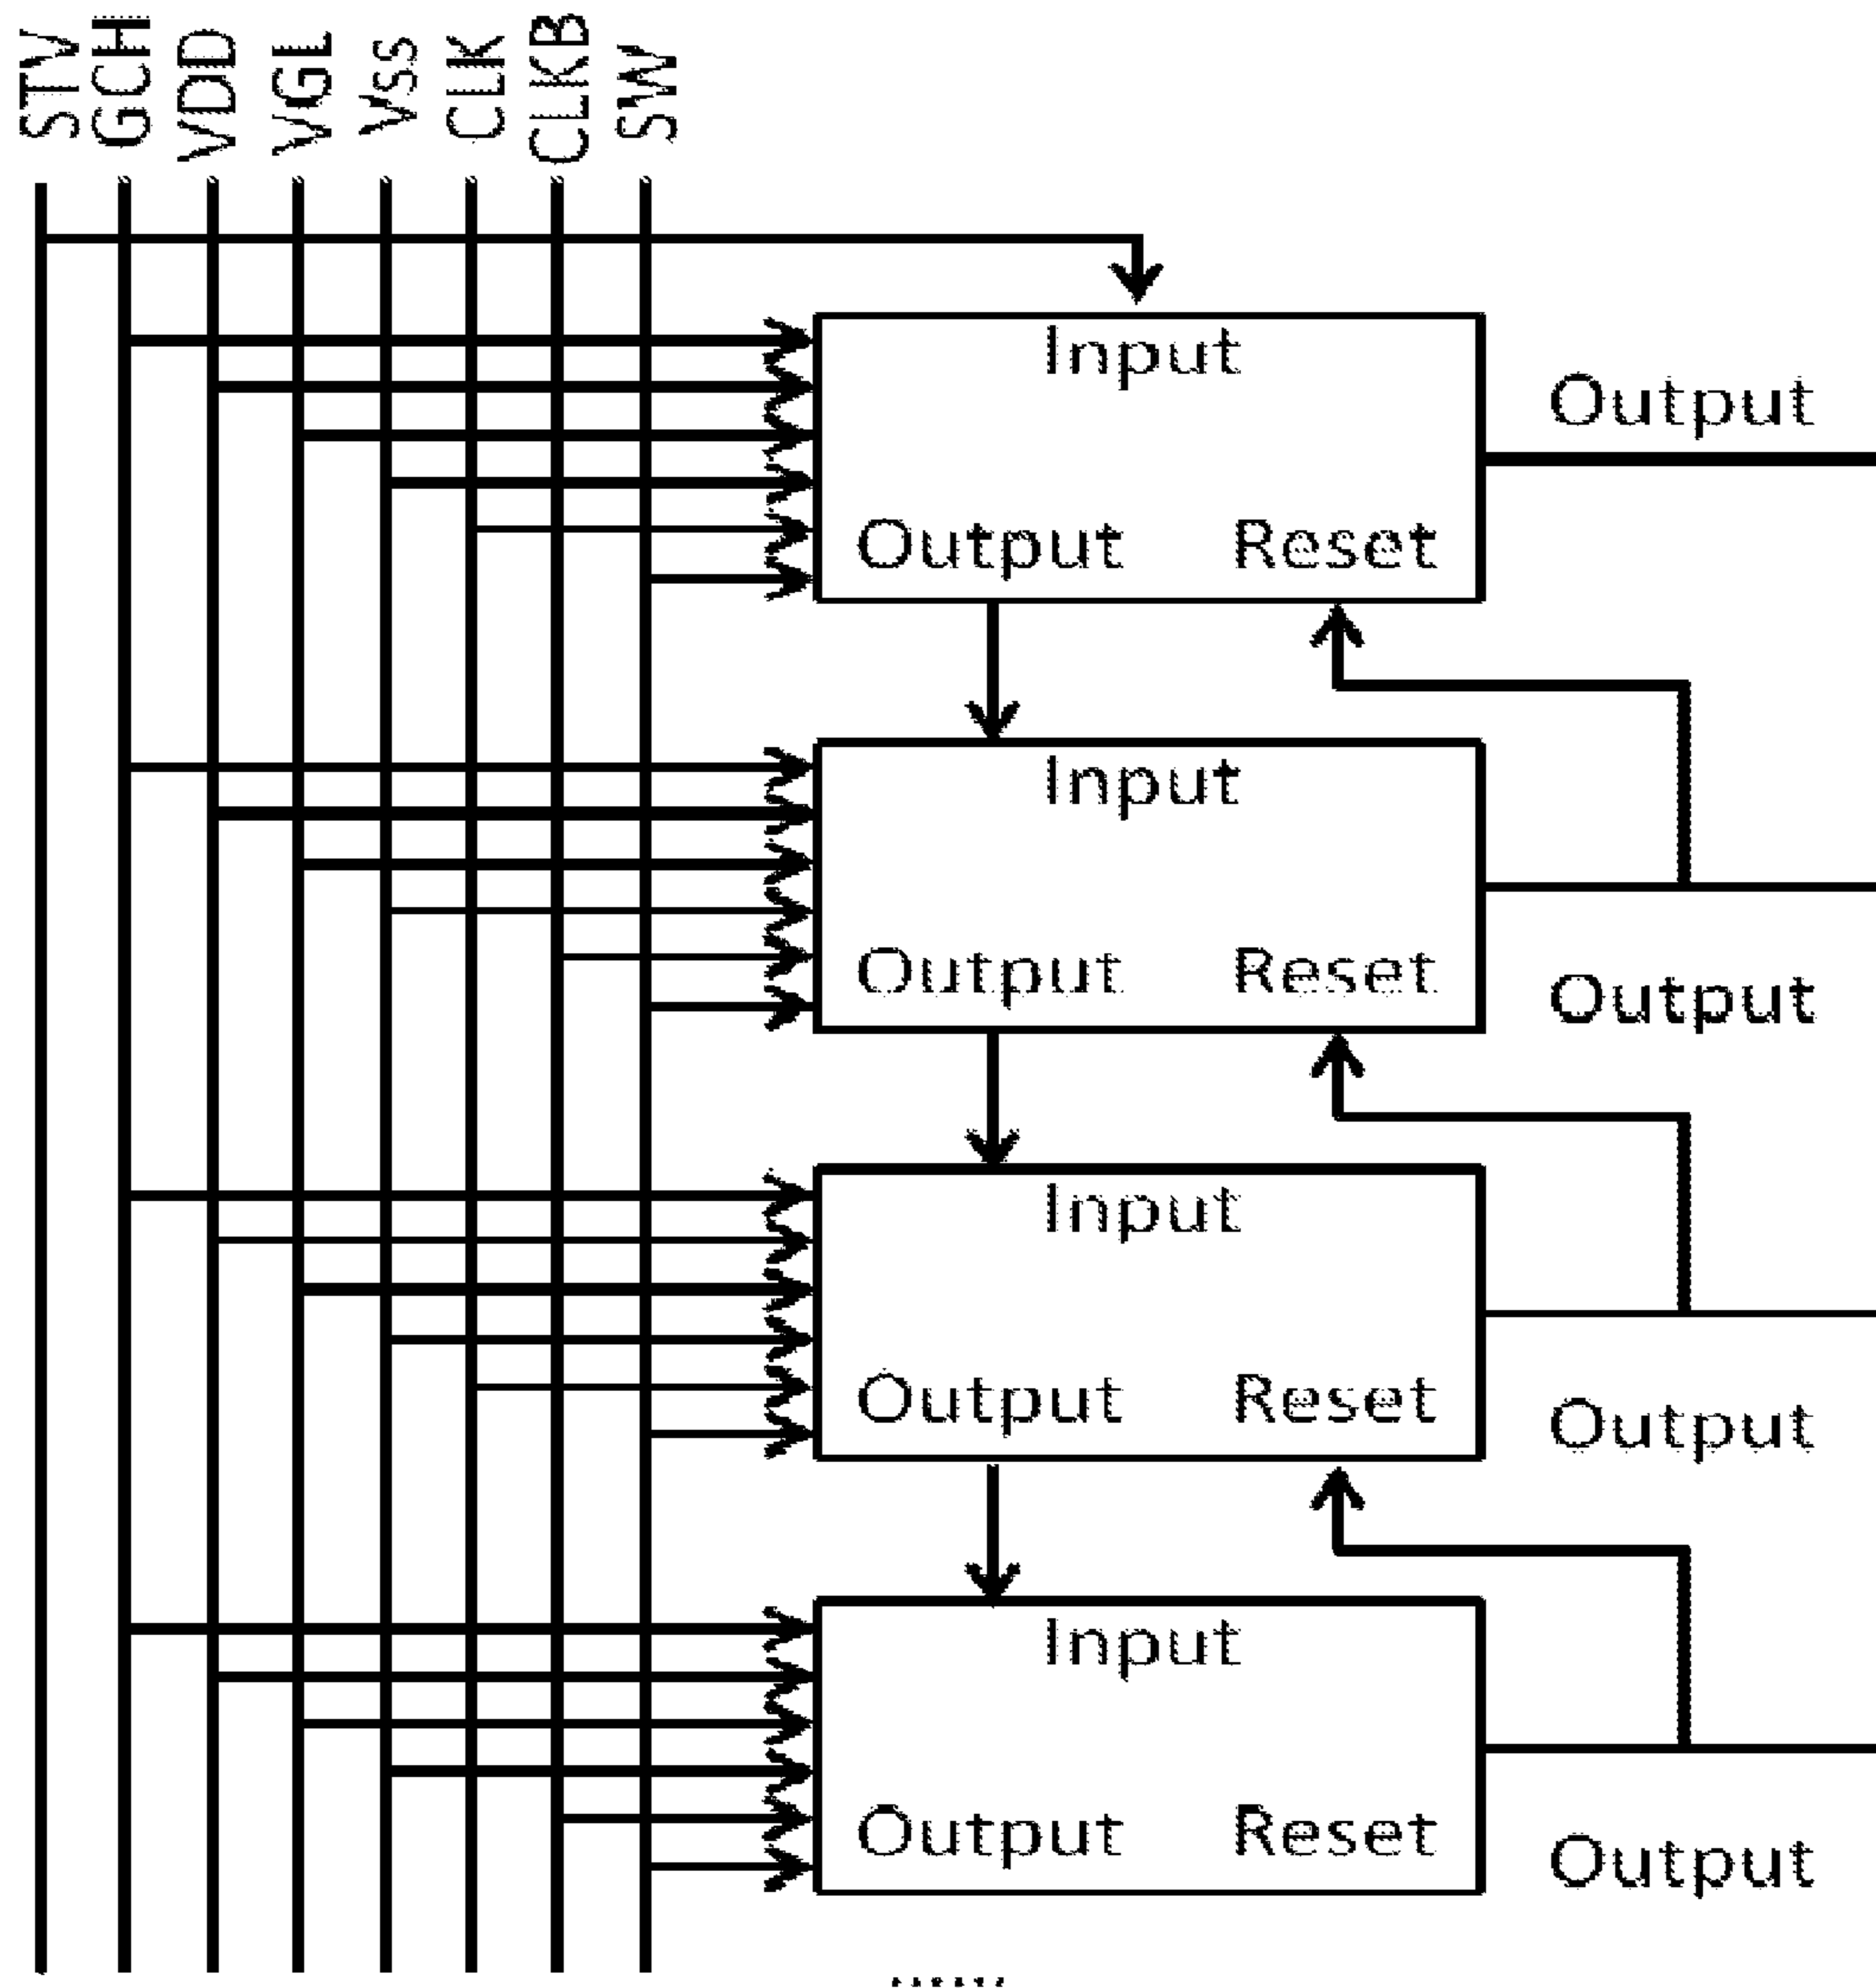 STV
GCH
VDD
VGL
Vss
CLK
CLKB
SW
Input
Output
Output Reset
Input
Output Reset
Output
Input
Output Reset
Output
Input
Output Reset
Output